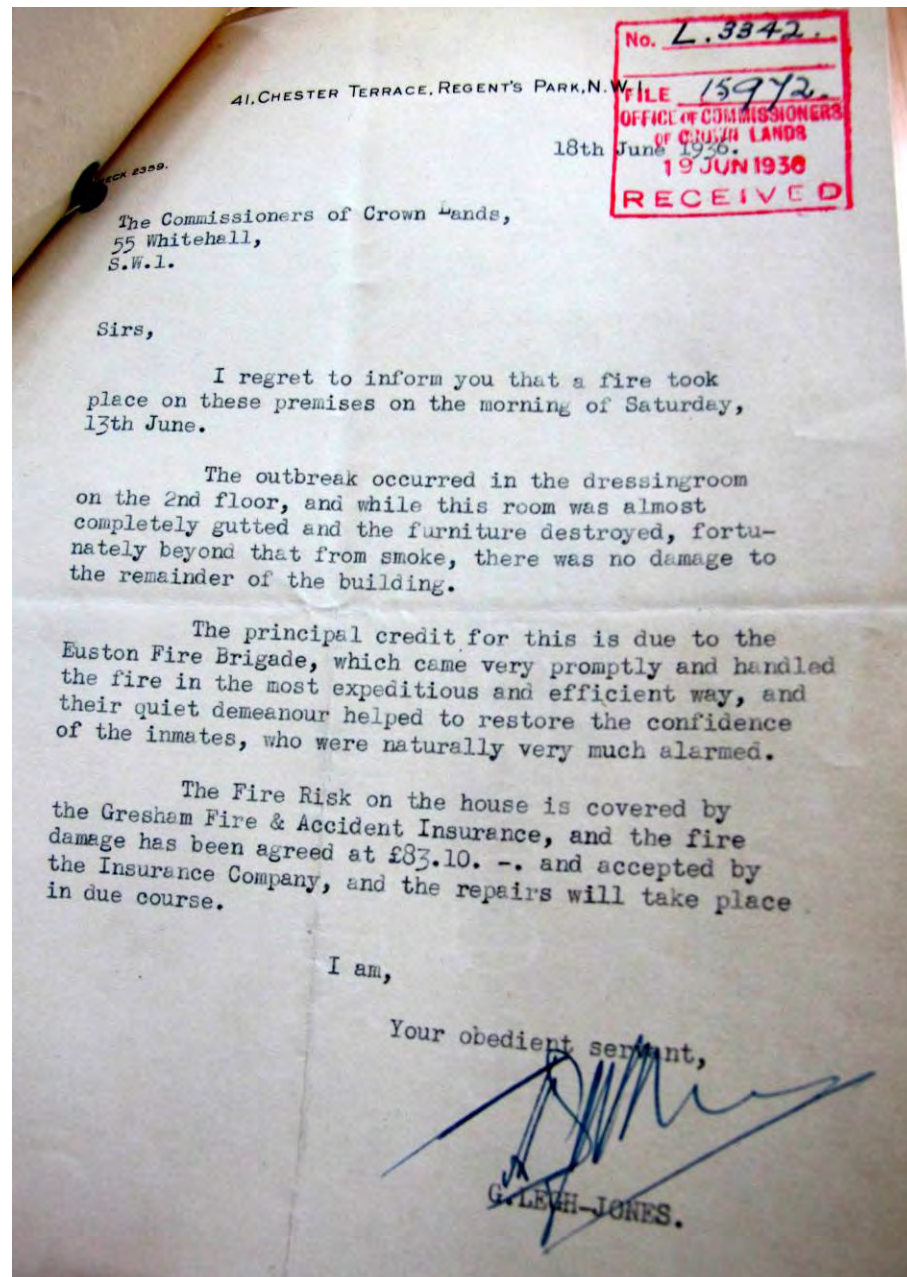 No. L.3342.
41, CHESTER TERRACE, REGENT'S PARK, N.W.1.
FILE 15972.
OFFICE OF COMMISSIONERS
OF CROWN LANDS
18th June 1936.
19 JUN 1936
RECEIVED
ECK 2359.
The Commissioners of Crown Lands,
55 Whitehall,
S.W.1.
Sirs,
I regret to inform you that a fire took
place on these premises on the morning of Saturday,
13th June.
The outbreak occurred in the dressingroom
on the 2nd floor, and while this room was almost
completely gutted and the furniture destroyed, fortu-
nately beyond that from smoke, there was no damage to
the remainder of the building.
The principal credit for this is due to the
Euston Fire Brigade, which came very promptly and handled
the fire in the most expeditious and efficient way, and
their quiet demeanour helped to restore the confidence
of the inmates, who were naturally very much alarmed.
The Fire Risk on the house is covered by
the Gresham Fire & Accident Insurance, and the fire
damage has been agreed at £83.10. -. and accepted by
the Insurance Company, and the repairs will take place
in due course.
I am,
Your obedient servant,
G.LEGH-JONES.